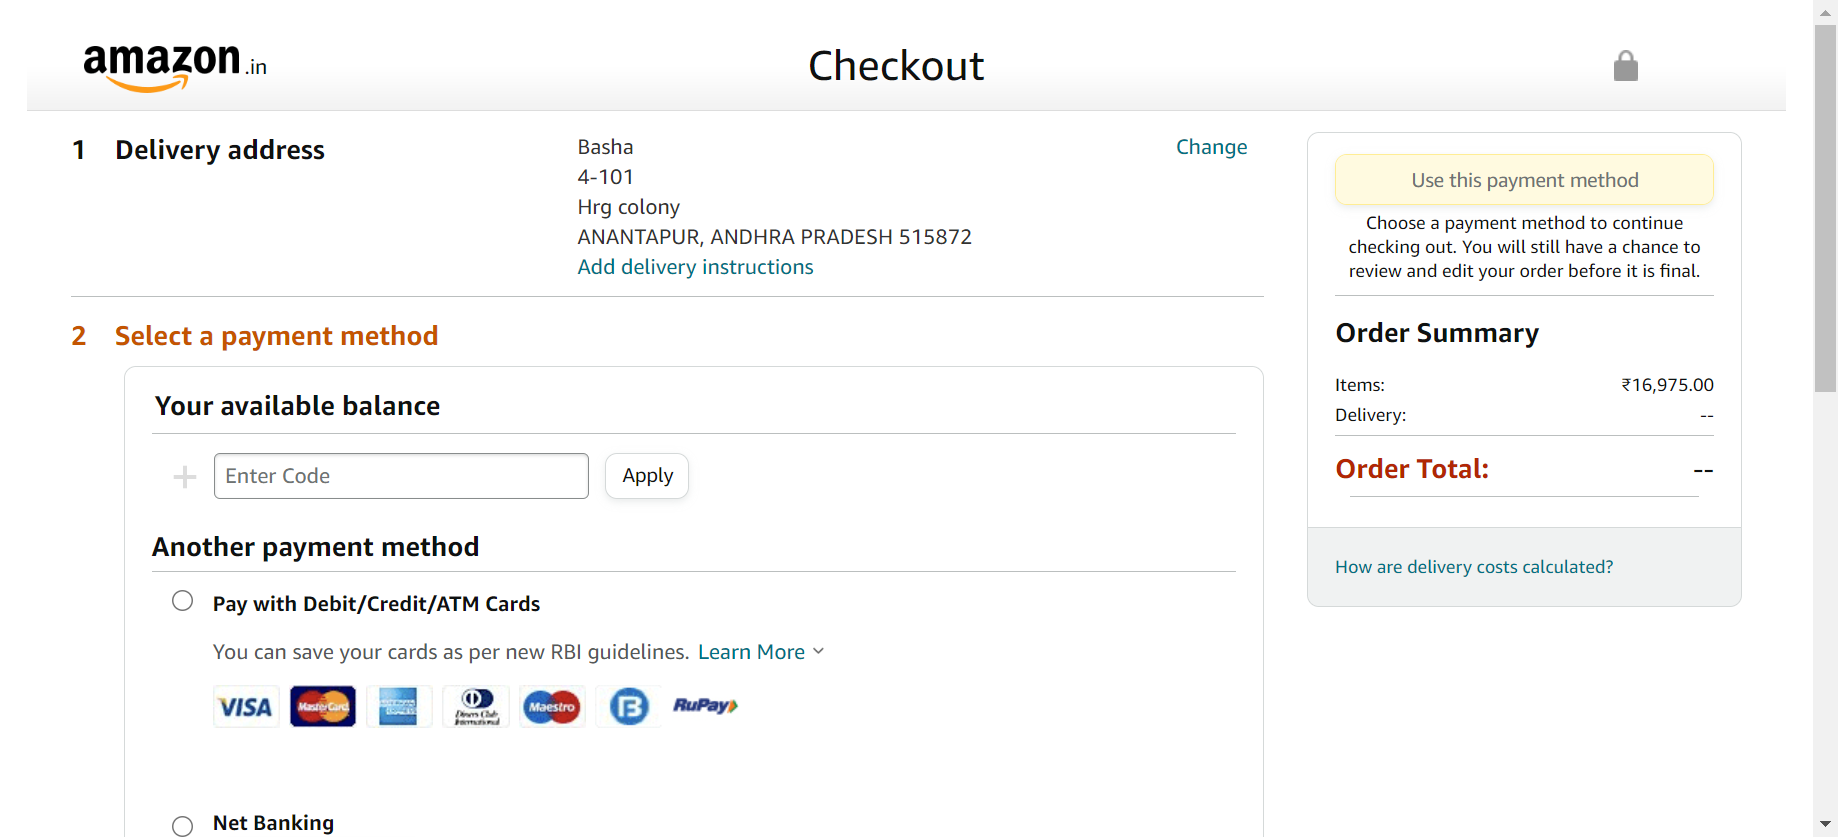 amazon.in
Checkout
1 Delivery address
Basha
4-101
Hrg colony
ANANTAPUR, ANDHRA PRADESH 515872
Add delivery instructions
Change
2 Select a payment method
Your available balance
Enter Code
Apply
Another payment method
Pay with Debit/Credit/ATM Cards
You can save your cards as per new RBI guidelines. Learn More
VISA MasterCard Diners Club International Maestro RuPay
Net Banking
Use this payment method
Choose a payment method to continue
checking out. You will still have a chance to
review and edit your order before it is final.
Order Summary
Items: ₹16,975.00
Delivery: --
Order Total: --
How are delivery costs calculated?